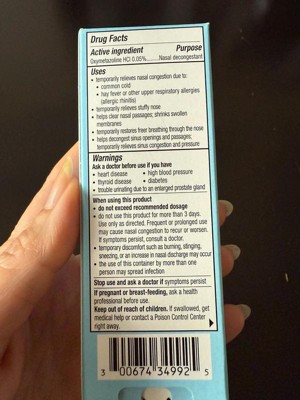 Drug Facts
Active ingredient Purpose
Oxymetazoline HCl 0.05%..........Nasal decongestant
Uses
• temporarily relieves nasal congestion due to:
• common cold
• hay fever or other upper respiratory allergies
(allergic rhinitis)
• temporarily relieves stuffy nose
• helps clear nasal passages; shrinks swollen
membranes
• temporarily restores freer breathing through the nose
• helps decongest sinus openings and passages;
temporarily relieves sinus congestion and pressure
Warnings
Ask a doctor before use if you have
• heart disease • high blood pressure
• thyroid disease • diabetes
• trouble urinating due to an enlarged prostate gland
When using this product
• do not exceed recommended dosage
• do not use this product for more than 3 days.
Use only as directed. Frequent or prolonged use
may cause nasal congestion to recur or worsen.
If symptoms persist, consult a doctor.
• temporary discomfort such as burning, stinging,
sneezing, or an increase in nasal discharge may occur
• the use of this container by more than one
person may spread infection
Stop use and ask a doctor if symptoms persist
If pregnant or breast-feeding, ask a health
professional before use.
Keep out of reach of children. If swallowed, get
medical help or contact a Poison Control Center
right away.
3 00674 34992 5